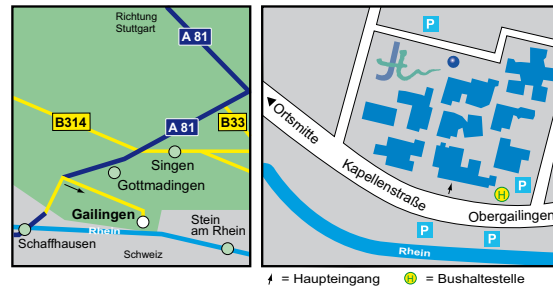 Richtung
Stuttgart
A 81
B314
A 81
B33
Singen
Gottmadingen
Gailingen
Rhein
Schaffhausen
Stein
am Rhein
Schweiz
P
Ortsmitte
Kapellenstraße
H
P
Obergailingen
P
P
Rhein
= Haupteingang
H = Bushaltestelle